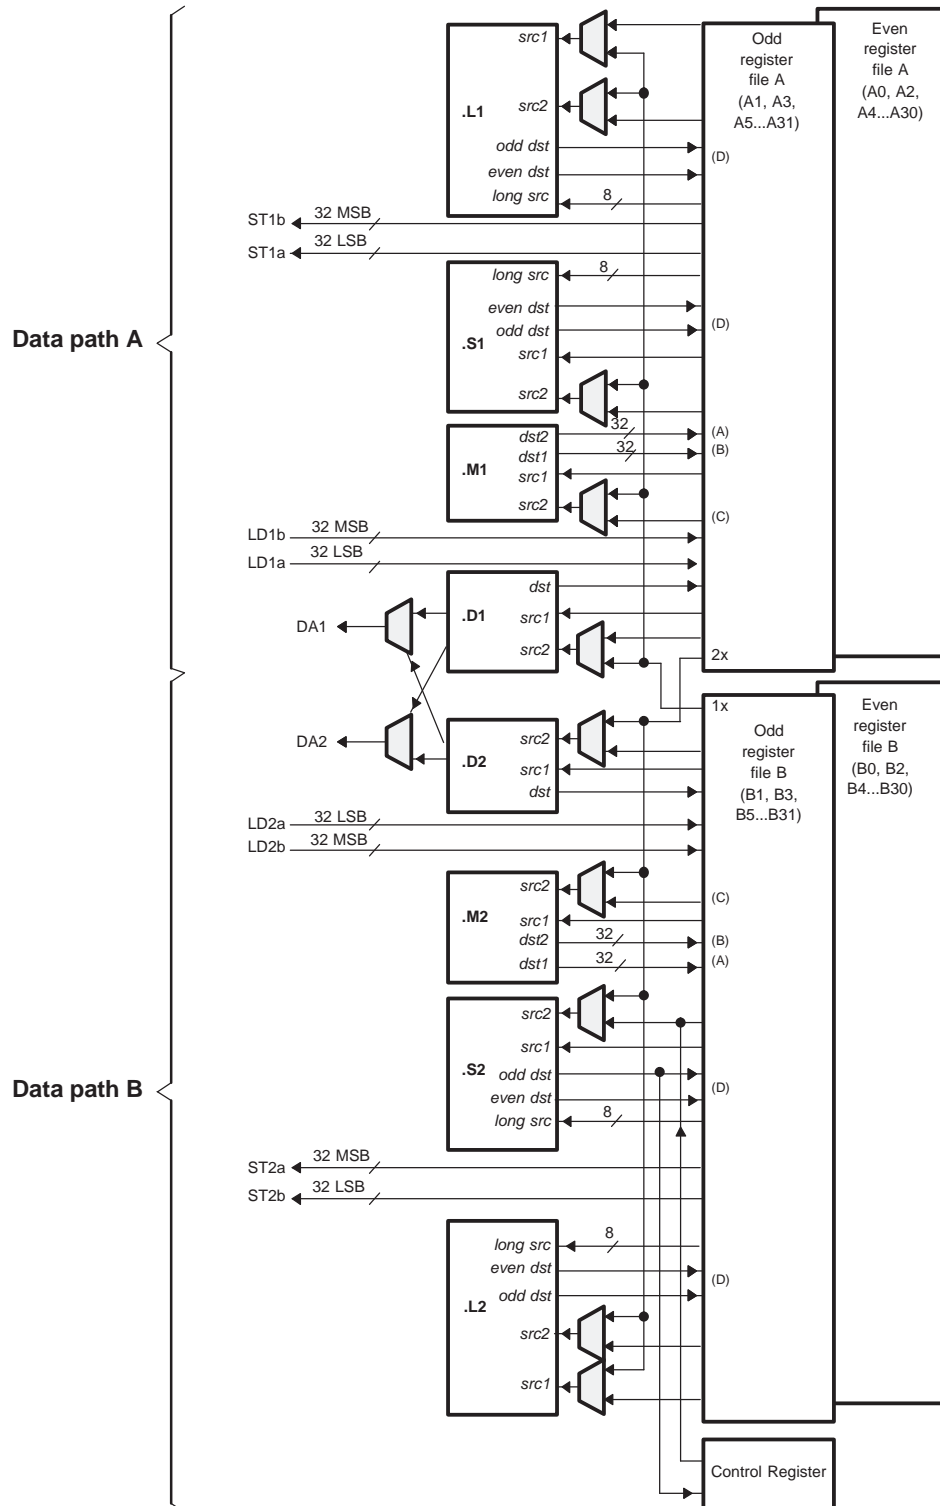 src1
src2
.L1
odd dst
even dst
long src
8
Odd
register
file A
(A1, A3,
A5...A31)
Even
register
file A
(A0, A2,
A4...A30)
(D)
ST1b
32 MSB
ST1a
32 LSB
Data path A
long src
8
even dst
odd dst
.S1
src1
src2
(D)
dst2
32
(A)
dst1
32
(B)
.M1
src1
src2
(C)
LD1b
32 MSB
LD1a
32 LSB
dst
.D1
src1
src2
DA1
2x
1x
DA2
src2
.D2
src1
dst
Odd
register
file B
(B1, B3,
B5...B31)
Even
register
file B
(B0, B2,
B4...B30)
LD2a
32 LSB
LD2b
32 MSB
src2
.M2
src1
dst2
32
dst1
32
(C)
(B)
(A)
Data path B
src2
src1
.S2
odd dst
even dst
long src
8
(D)
ST2a
32 MSB
ST2b
32 LSB
long src
8
even dst
odd dst
.L2
src2
src1
(D)
Control Register